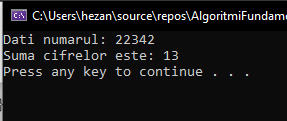 C:\Users\hezan\source\repos\AlgoritmiFundame
Dati numarul: 22342
Suma cifrelor este: 13
Press any key to continue . . .